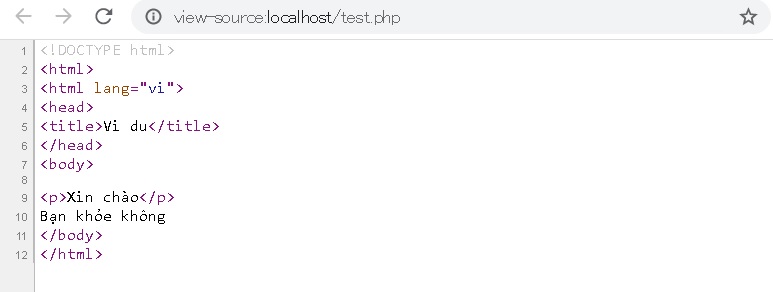 view-source:localhost/test.php
1 <!DOCTYPE html>
2 <html>
3 <html lang="vi">
4 <head>
5 <title>Vi du</title>
6 </head>
7 <body>
8
9 <p>Xin chào</p>
10 Bạn khỏe không
11 </body>
12 </html>